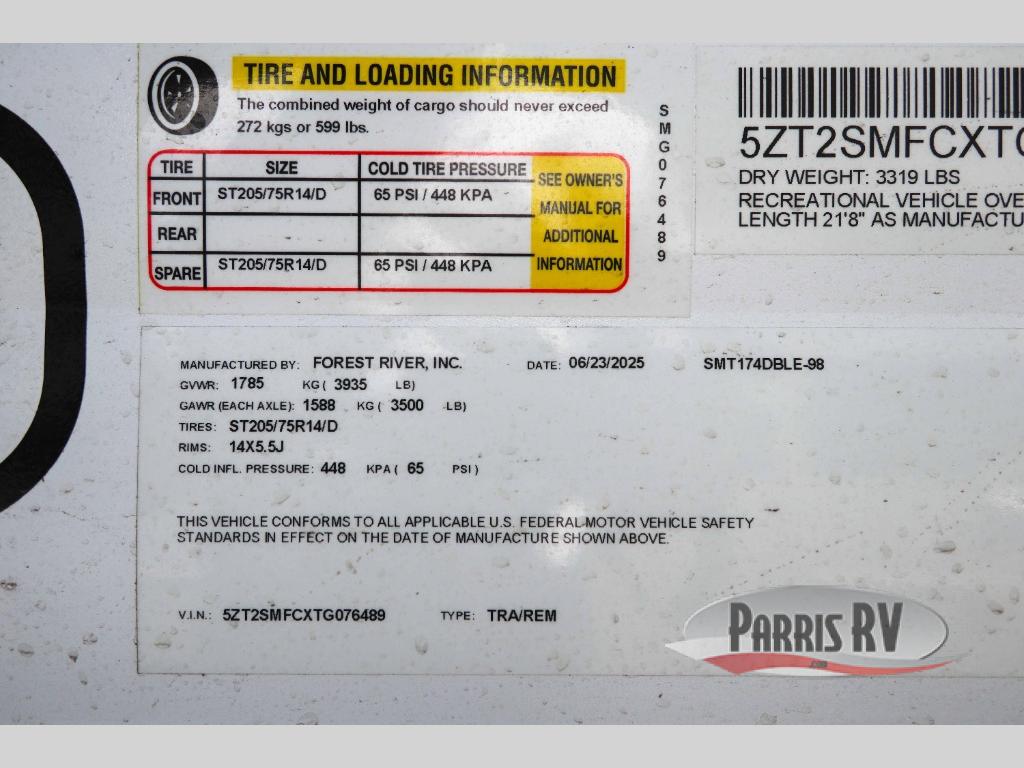 TIRE AND LOADING INFORMATION
The combined weight of cargo should never exceed
272 kgs or 599 lbs.
TIRE SIZE COLD TIRE PRESSURE
FRONT ST205/75R14/D 65 PSI / 448 KPA
REAR
SPARE ST205/75R14/D 65 PSI / 448 KPA
SEE OWNER'S
MANUAL FOR
ADDITIONAL
INFORMATION
SMG076489
5ZT2SMFCXTG
DRY WEIGHT: 3319 LBS
RECREATIONAL VEHICLE OVE
LENGTH 21'8" AS MANUFACTU
MANUFACTURED BY: FOREST RIVER, INC. DATE: 06/23/2025 SMT174DBLE-98
GVWR: 1785 KG ( 3935 LB)
GAWR (EACH AXLE): 1588 KG ( 3500 LB)
TIRES: ST205/75R14/D
RIMS: 14X5.5J
COLD INFL. PRESSURE: 448 KPA ( 65 PSI )
THIS VEHICLE CONFORMS TO ALL APPLICABLE U.S. FEDERAL MOTOR VEHICLE SAFETY
STANDARDS IN EFFECT ON THE DATE OF MANUFACTURE SHOWN ABOVE.
V.I.N.: 5ZT2SMFCXTG076489 TYPE: TRA/REM
PARRIS RV
.com